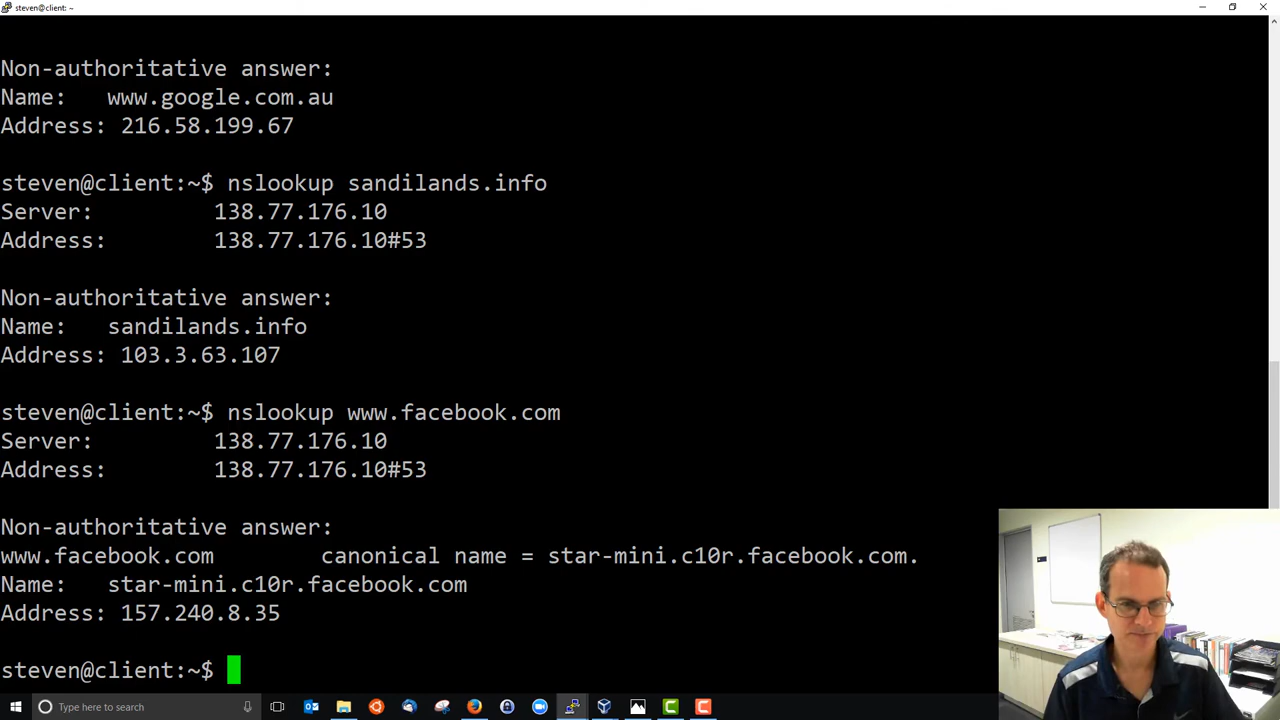 steven@client: ~
Non-authoritative answer:
Name:   www.google.com.au
Address: 216.58.199.67
steven@client:~$ nslookup sandilands.info
Server:         138.77.176.10
Address:        138.77.176.10#53
Non-authoritative answer:
Name:   sandilands.info
Address: 103.3.63.107
steven@client:~$ nslookup www.facebook.com
Server:         138.77.176.10
Address:        138.77.176.10#53
Non-authoritative answer:
www.facebook.com        canonical name = star-mini.c10r.facebook.com.
Name:   star-mini.c10r.facebook.com
Address: 157.240.8.35
steven@client:~$
Type here to search